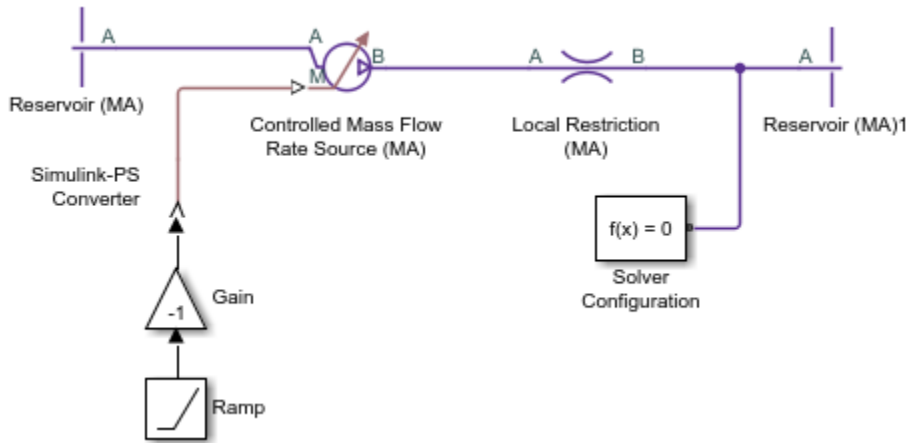 A
A
B
A
B
A
M
Reservoir (MA)
Controlled Mass Flow
Rate Source (MA)
Local Restriction
(MA)
Reservoir (MA)1
Simulink-PS
Converter
f(x) = 0
Solver
Configuration
Gain
-1
Ramp